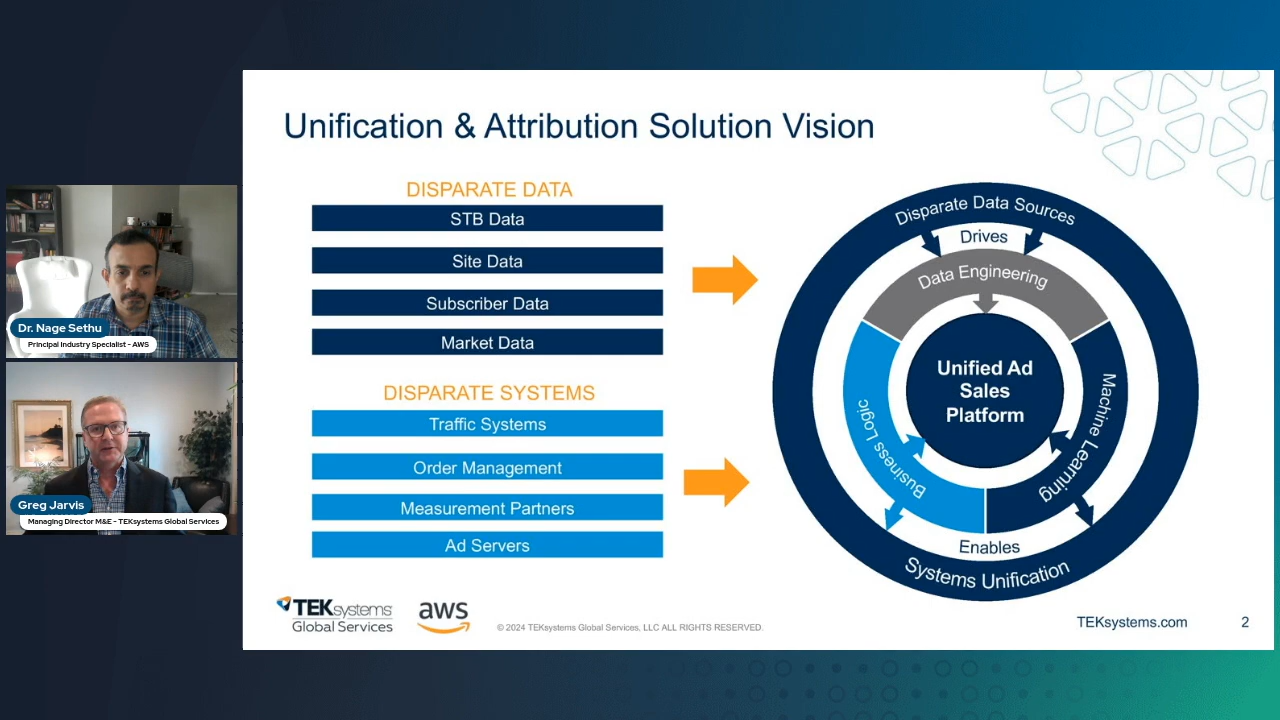 Unification & Attribution Solution Vision
DISPARATE DATA
STB Data
Site Data
Subscriber Data
Market Data
DISPARATE SYSTEMS
Traffic Systems
Order Management
Measurement Partners
Ad Servers
Disparate Data Sources
Drives
Data Engineering
Unified Ad
Sales
Platform
Business Logic
Machine Learning
Enables
Systems Unification
Dr. Nage Sethu
Principal Industry Specialist - AWS
Greg Jarvis
Managing Director M&E - TEKsystems Global Services
TEKsystems
Global Services
aws
© 2024 TEKsystems Global Services, LLC ALL RIGHTS RESERVED.
TEKsystems.com
2